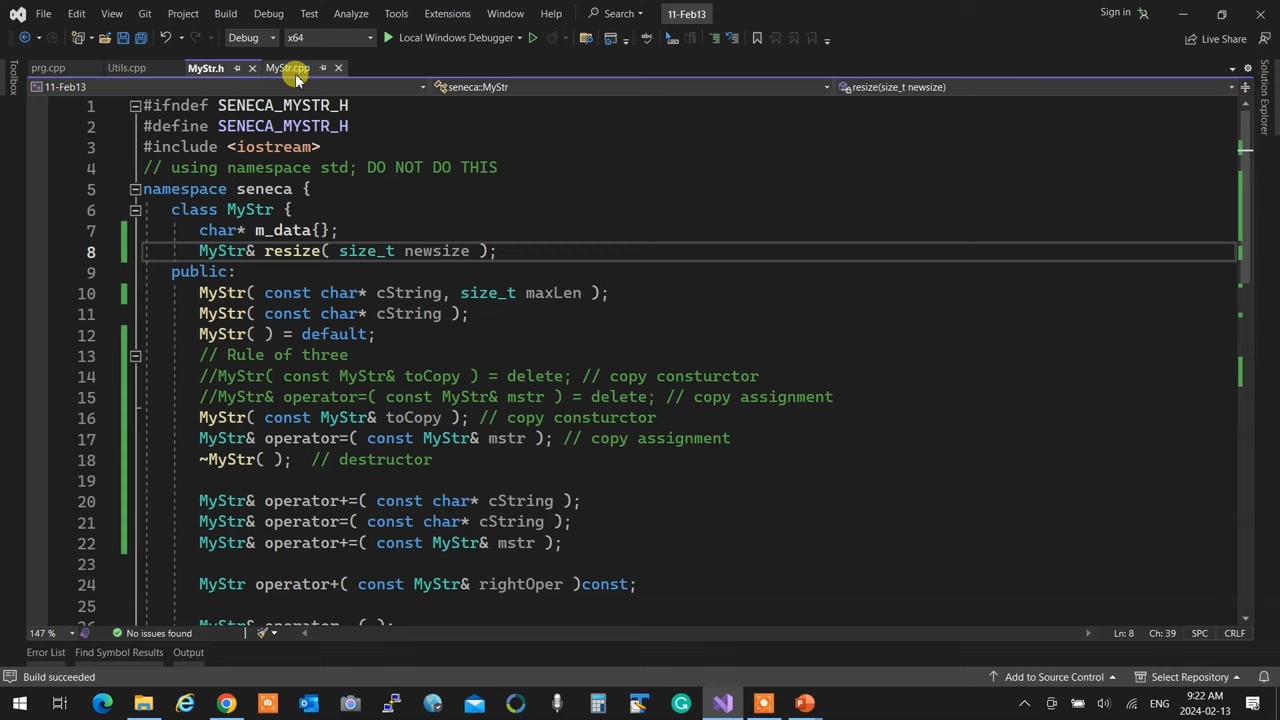 File Edit View Git Project Build Debug Test Analyze Tools Extensions Window Help Search 11-Feb13 Sign in
Debug x64 Local Windows Debugger Live Share
prg.cpp Utils.cpp MyStr.h MyStr.cpp
Toolbox
Solution Explorer
11-Feb13 seneca::MyStr resize(size_t newsize)
1 #ifndef SENECA_MYSTR_H
2 #define SENECA_MYSTR_H
3 #include <iostream>
4 // using namespace std; DO NOT DO THIS
5 namespace seneca {
6 class MyStr {
7 char* m_data{};
8 MyStr& resize( size_t newsize );
9 public:
10 MyStr( const char* cString, size_t maxLen );
11 MyStr( const char* cString );
12 MyStr( ) = default;
13 // Rule of three
14 //MyStr( const MyStr& toCopy ) = delete; // copy consturctor
15 //MyStr& operator=( const MyStr& mstr ) = delete; // copy assignment
16 MyStr( const MyStr& toCopy ); // copy consturctor
17 MyStr& operator=( const MyStr& mstr ); // copy assignment
18 ~MyStr( ); // destructor
19
20 MyStr& operator+=( const char* cString );
21 MyStr& operator=( const char* cString );
22 MyStr& operator+=( const MyStr& mstr );
23
24 MyStr operator+( const MyStr& rightOper )const;
25
147 % No issues found Ln: 8 Ch: 39 SPC CRLF
Error List Find Symbol Results Output
Build succeeded Add to Source Control Select Repository
ENG 9:22 AM
2024-02-13